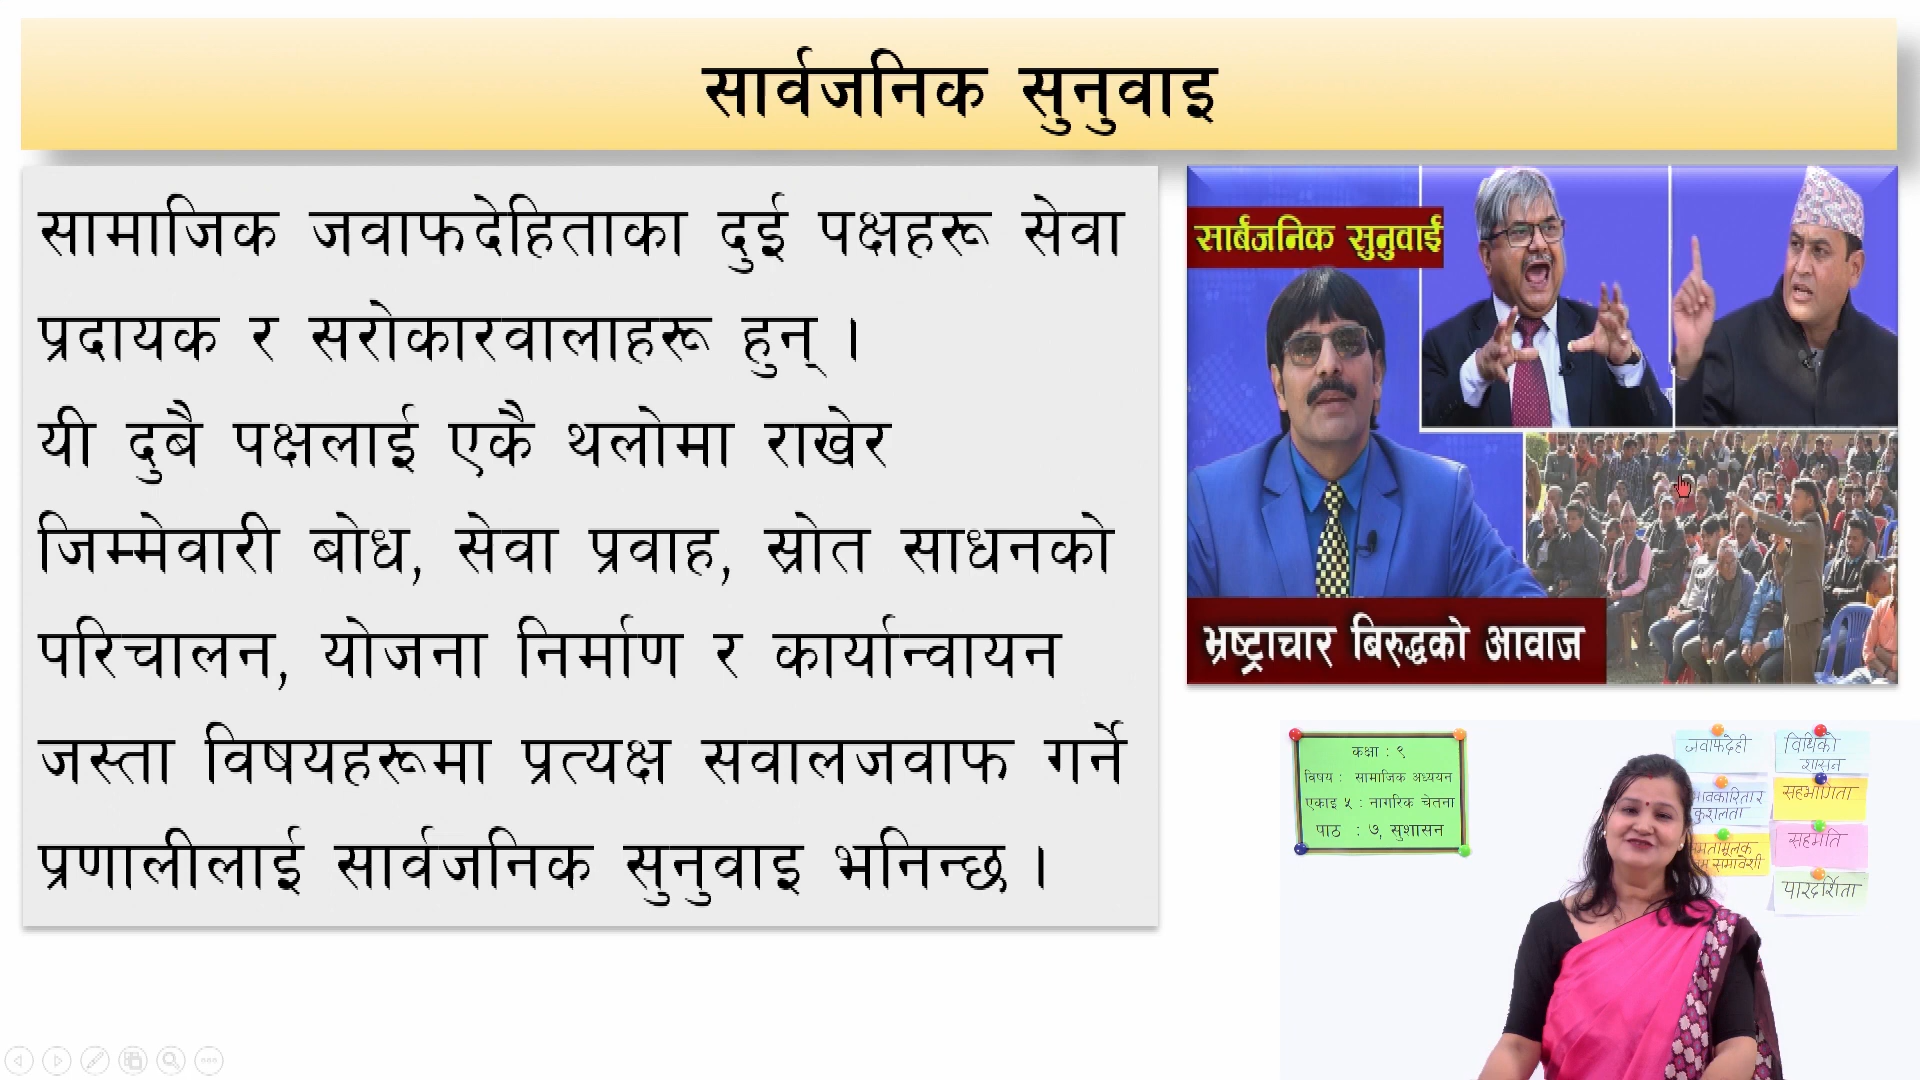 सार्वजनिक सुनुवाइ
सामाजिक जवाफदेहिताका दुई पक्षहरू सेवा
प्रदायक र सरोकारवालाहरू हुन् ।
यी दुबै पक्षलाई एकै थलोमा राखेर
जिम्मेवारी बोध, सेवा प्रवाह, स्रोत साधनको
परिचालन, योजना निर्माण र कार्यान्वायन
जस्ता विषयहरूमा प्रत्यक्ष सवालजवाफ गर्ने
प्रणालीलाई सार्वजनिक सुनुवाइ भनिन्छ ।
सार्बजनिक सुनुवाई
भ्रष्ट्राचार बिरुद्धको आवाज
कक्षा : ९
विषय : सामाजिक अध्ययन
एकाइ ५ : नागरिक चेतना
पाठ : ७, सुशासन
जवाफदेही
विधिको
शासन
कुशलता
सहभागिता
समावेशी
सहमति
पारदर्शिता